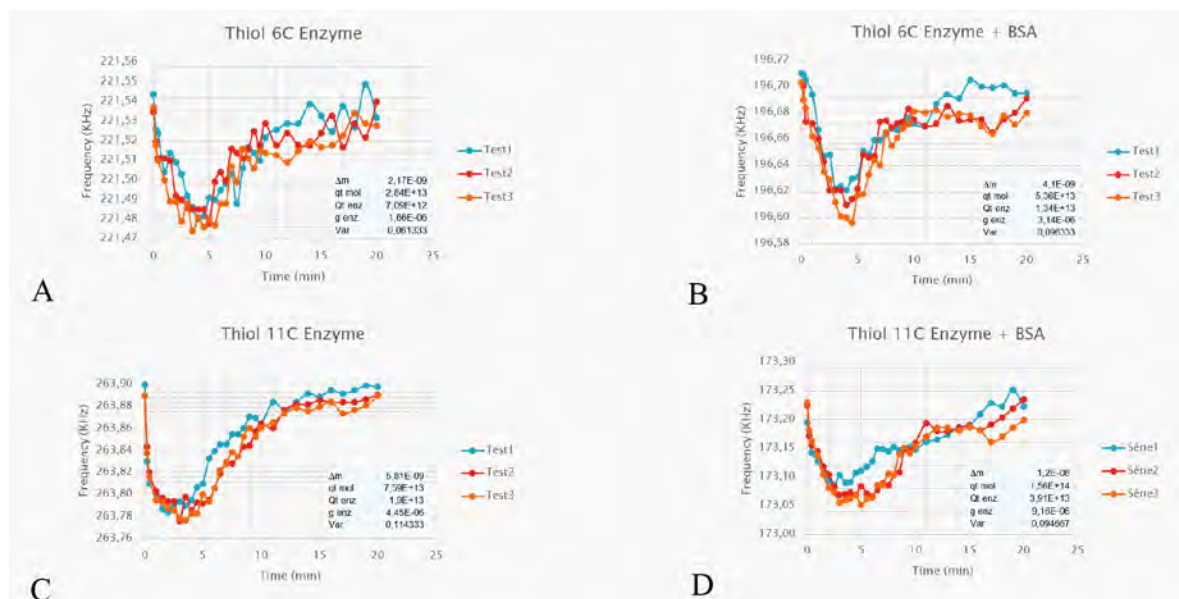 Thiol 6C Enzyme
Frequency (KHz)
221,56
221,55
221,54
221,52
221,51
221,50
221,49
221,48
221,47
0 5 10 15 20 25
Time (min)
Test1
Test2
Test3
Δm 2,17E-09
qt mol 2,84E+13
Qt enz 7,09E+12
g enz 1,66E-06
Var 0,061333
A
Thiol 6C Enzyme + BSA
Frequency (KHz)
196,72
196,70
196,68
196,66
196,64
196,62
196,60
196,58
0 5 10 15 20 25
Time (min)
Test1
Test2
Test3
Δm 4,1E-09
qt mol 5,36E+13
Qt enz 1,34E+13
g enz 3,14E-06
Var 0,096333
B
Thiol 11C Enzyme
Frequency (KHz)
263,90
263,88
263,86
263,84
263,82
263,80
263,78
263,76
0 5 10 15 20 25
Time (min)
Test1
Test2
Test3
Δm 5,81E-09
qt mol 7,59E+13
Qt enz 1,9E+13
g enz 4,45E-06
Var 0,114333
C
Thiol 11C Enzyme + BSA
Frequency (KHz)
173,30
173,25
173,20
173,15
173,10
173,05
173,00
0 5 10 15 20 25
Time (min)
Série1
Série2
Série3
Δm 1,2E-08
qt mol 1,56E+14
Qt enz 3,91E+13
g enz 9,16E-06
Var 0,094667
D